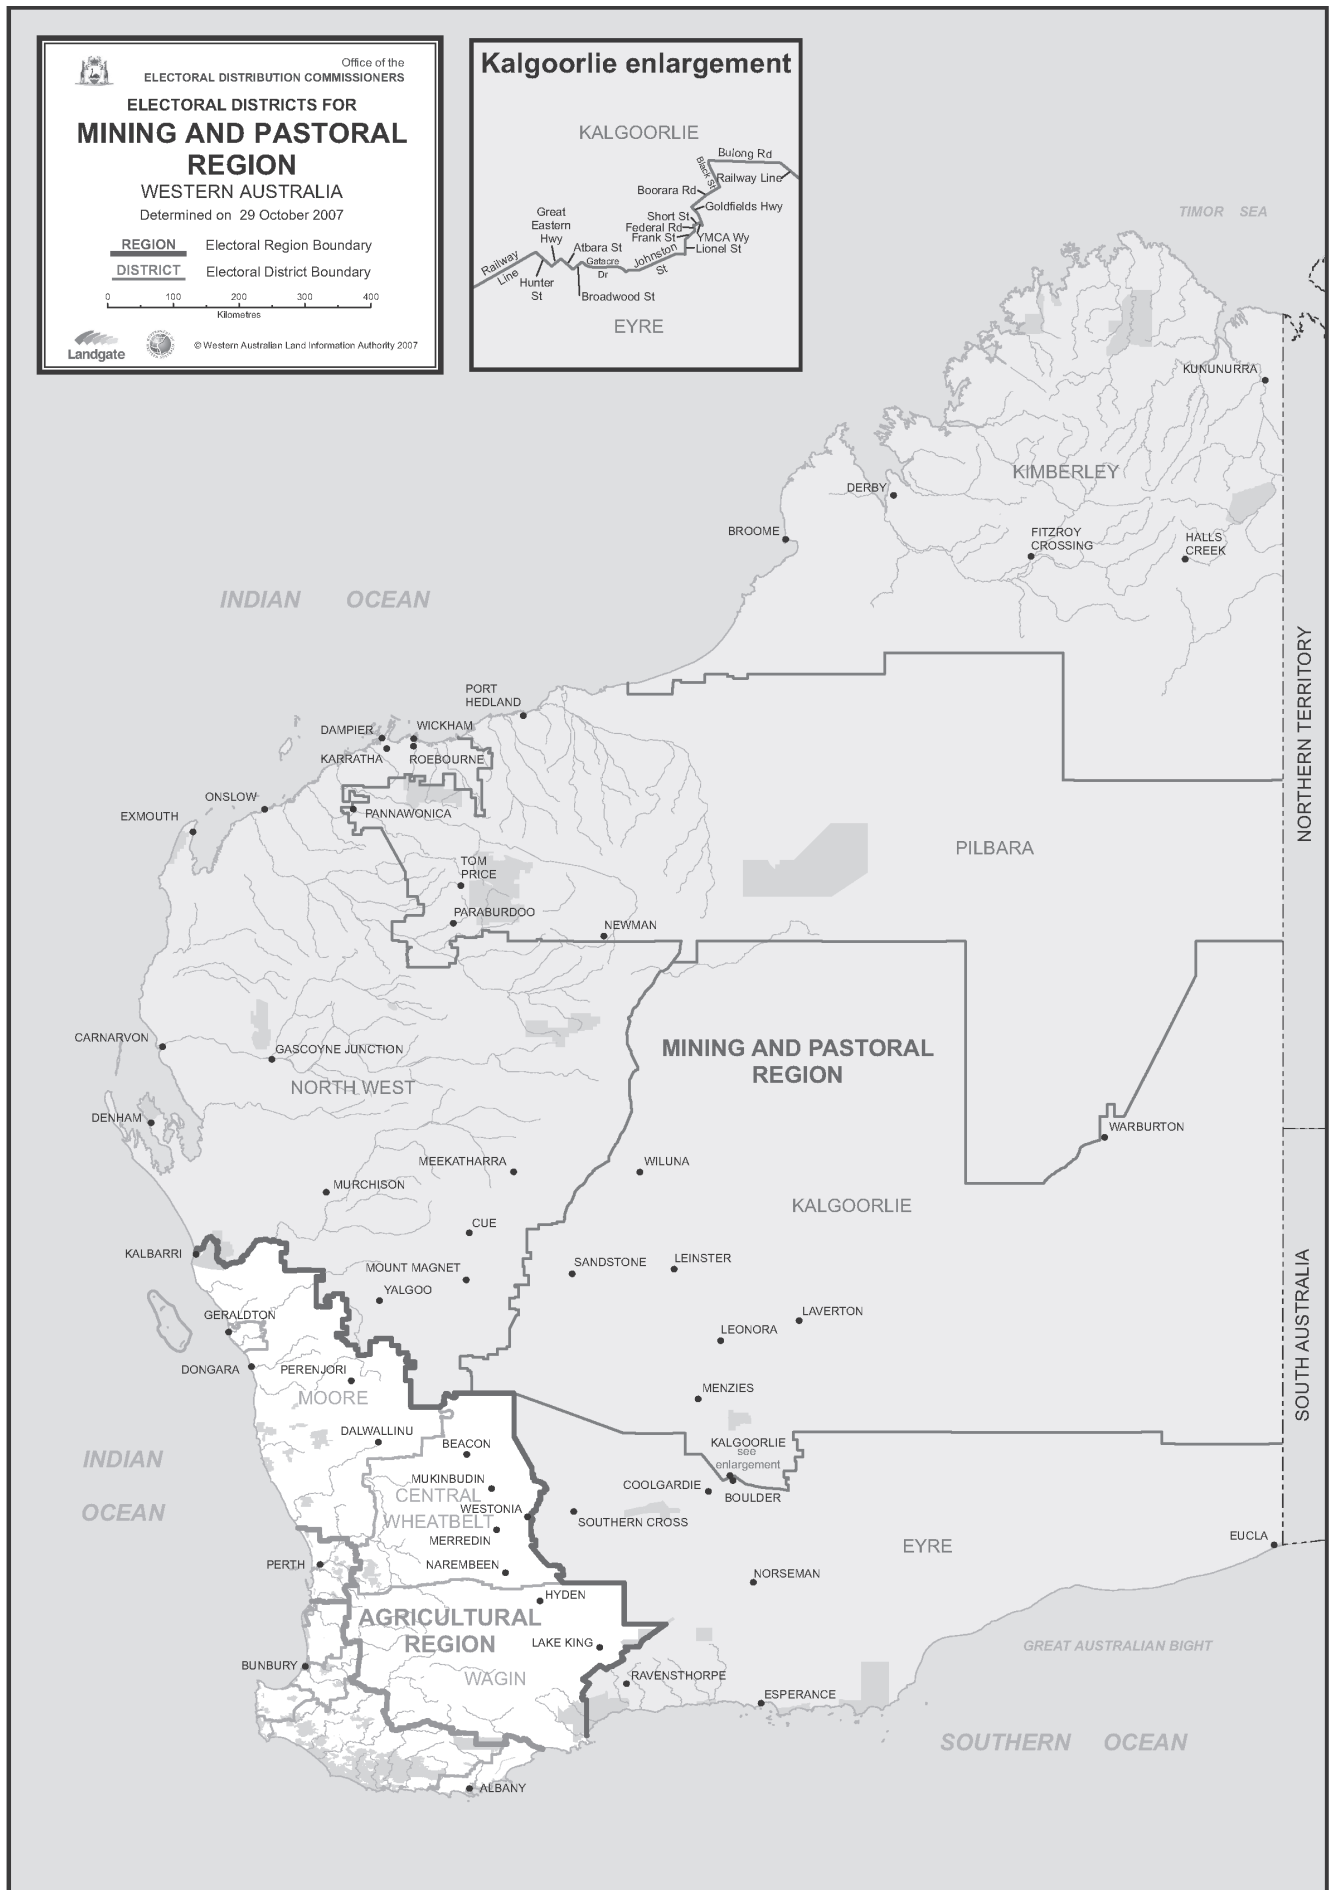 Office of the
ELECTORAL DISTRIBUTION COMMISSIONERS
ELECTORAL DISTRICTS FOR
MINING AND PASTORAL
REGION
WESTERN AUSTRALIA
Determined on 29 October 2007
REGION Electoral Region Boundary
DISTRICT Electoral District Boundary
0 100 200 300 400
Kilometres
Landgate
© Western Australian Land Information Authority 2007
Kalgoorlie enlargement
KALGOORLIE
Bulong Rd
Black St
Railway Line
Boorara Rd
Goldfields Hwy
Short St
Federal Rd
Frank St
YMCA Wy
Lionel St
Great
Eastern
Hwy
Atbara St
Gatacre
Dr
Johnston
St
Railway
Line
Hunter
St
Broadwood St
EYRE
TIMOR SEA
KUNUNURRA
KIMBERLEY
DERBY
BROOME
FITZROY
CROSSING
HALLS
CREEK
INDIAN OCEAN
NORTHERN TERRITORY
PORT
HEDLAND
DAMPIER
WICKHAM
KARRATHA
ROEBOURNE
ONSLOW
EXMOUTH
PANNAWONICA
PILBARA
TOM
PRICE
PARABURDOO
NEWMAN
CARNARVON
GASCOYNE JUNCTION
NORTH WEST
MINING AND PASTORAL
REGION
DENHAM
WARBURTON
MEEKATHARRA
WILUNA
MURCHISON
KALGOORLIE
CUE
KALBARRI
MOUNT MAGNET
SANDSTONE
LEINSTER
YALGOO
GERALDTON
LAVERTON
LEONORA
SOUTH AUSTRALIA
DONGARA
PERENJORI
MOORE
MENZIES
DALWALLINU
BEACON
KALGOORLIE
see
enlargement
INDIAN
OCEAN
MUKINBUDIN
CENTRAL
WHEATBELT
COOLGARDIE
BOULDER
WESTONIA
SOUTHERN CROSS
MERREDIN
EUCLA
EYRE
PERTH
NAREMBEEN
NORSEMAN
HYDEN
AGRICULTURAL
REGION
LAKE KING
GREAT AUSTRALIAN BIGHT
BUNBURY
WAGIN
RAVENSTHORPE
ESPERANCE
SOUTHERN OCEAN
ALBANY